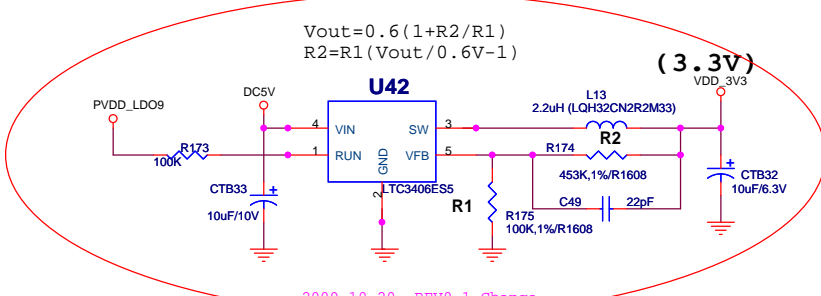 Vout=0.6(1+R2/R1)
R2=R1(Vout/0.6V-1)
(3.3V)
VDD_3V3
U42
DC5V
PVDD_LDO9
L13
2.2uH (LQH32CN2R2M33)
4 VIN
SW 3
R2
R173
100K
1 RUN
VFB 5
GND
2
LTC3406ES5
R174
453K,1%/R1608
CTB33
10uF/10V
R1
R175
100K,1%/R1608
C49
22pF
CTB32
10uF/6.3V